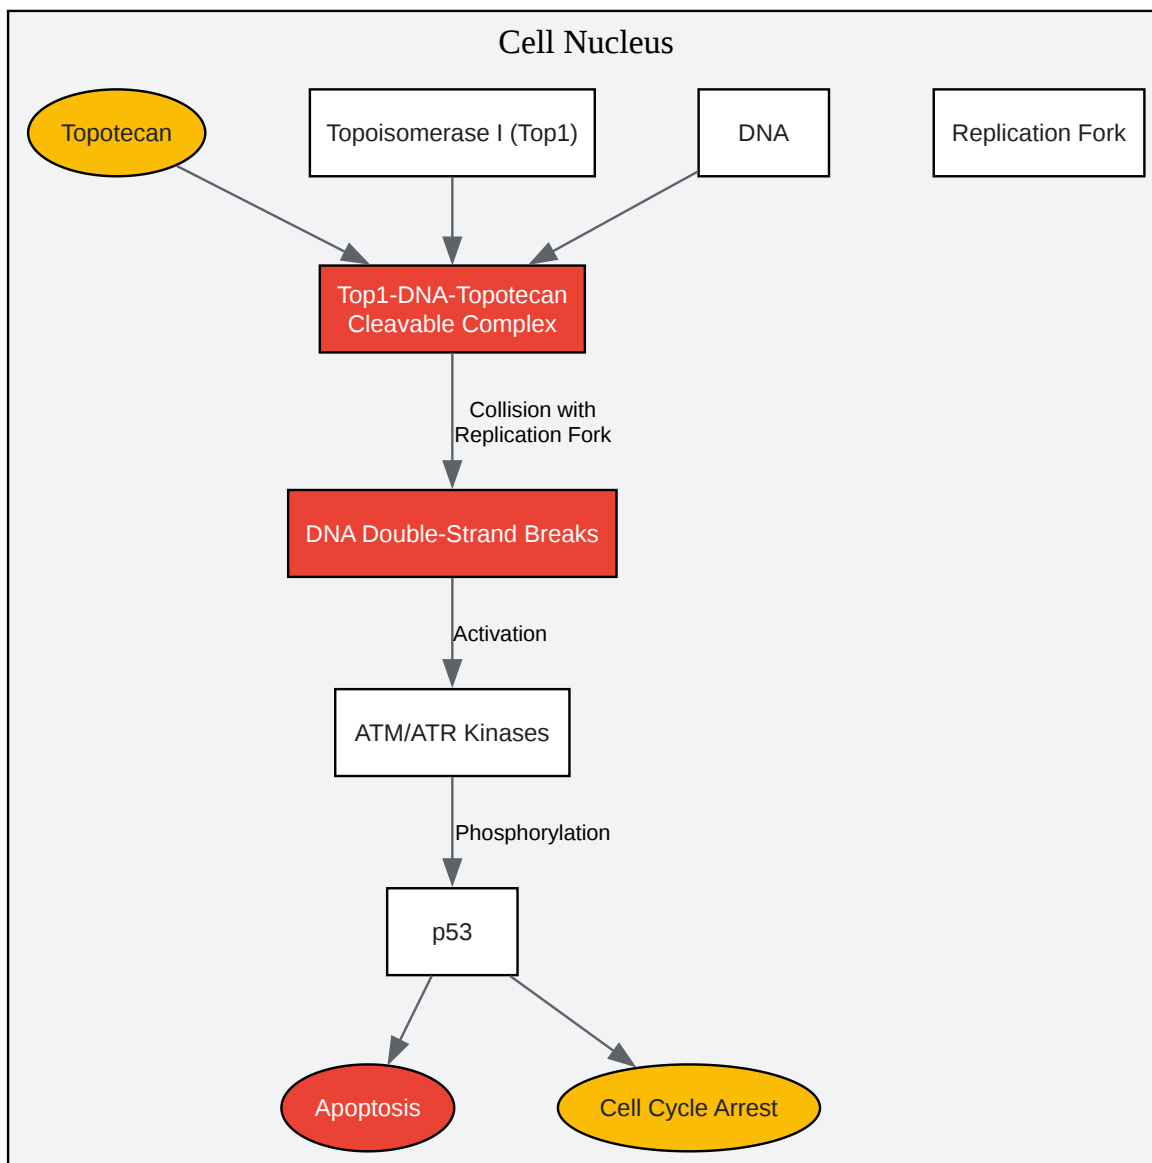 Cell Nucleus
Topotecan
Topoisomerase I (Top1)
DNA
Replication Fork
Top1-DNA-Topotecan
Cleavable Complex
Collision with
Replication Fork
DNA Double-Strand Breaks
Activation
ATM/ATR Kinases
Phosphorylation
p53
Apoptosis
Cell Cycle Arrest